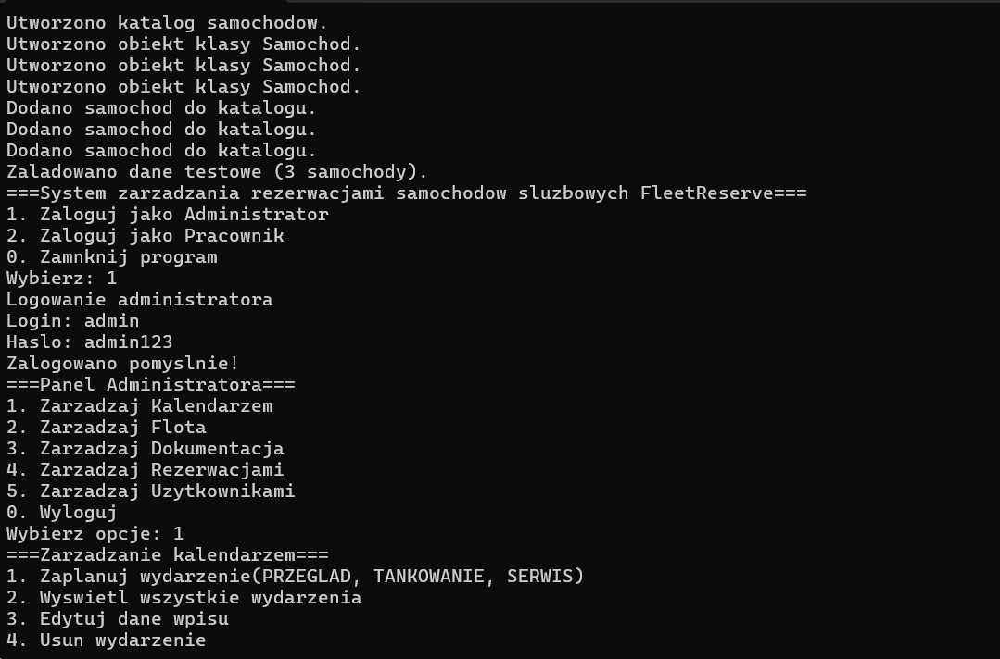 Utworzono katalog samochodow.
Utworzono obiekt klasy Samochod.
Utworzono obiekt klasy Samochod.
Utworzono obiekt klasy Samochod.
Dodano samochod do katalogu.
Dodano samochod do katalogu.
Dodano samochod do katalogu.
Zaladowano dane testowe (3 samochody).
===System zarzadzania rezerwacjami samochodow sluzbowych FleetReserve===
1. Zaloguj jako Administrator
2. Zaloguj jako Pracownik
0. Zamnknij program
Wybierz: 1
Logowanie administratora
Login: admin
Haslo: admin123
Zalogowano pomyslnie!
===Panel Administratora===
1. Zarzadzaj Kalendarzem
2. Zarzadzaj Flota
3. Zarzadzaj Dokumentacja
4. Zarzadzaj Rezerwacjami
5. Zarzadzaj Uzytkownikami
0. Wyloguj
Wybierz opcje: 1
===Zarzadzanie kalendarzem===
1. Zaplanuj wydarzenie(PRZEGLAD, TANKOWANIE, SERWIS)
2. Wyswietl wszystkie wydarzenia
3. Edytuj dane wpisu
4. Usun wydarzenie